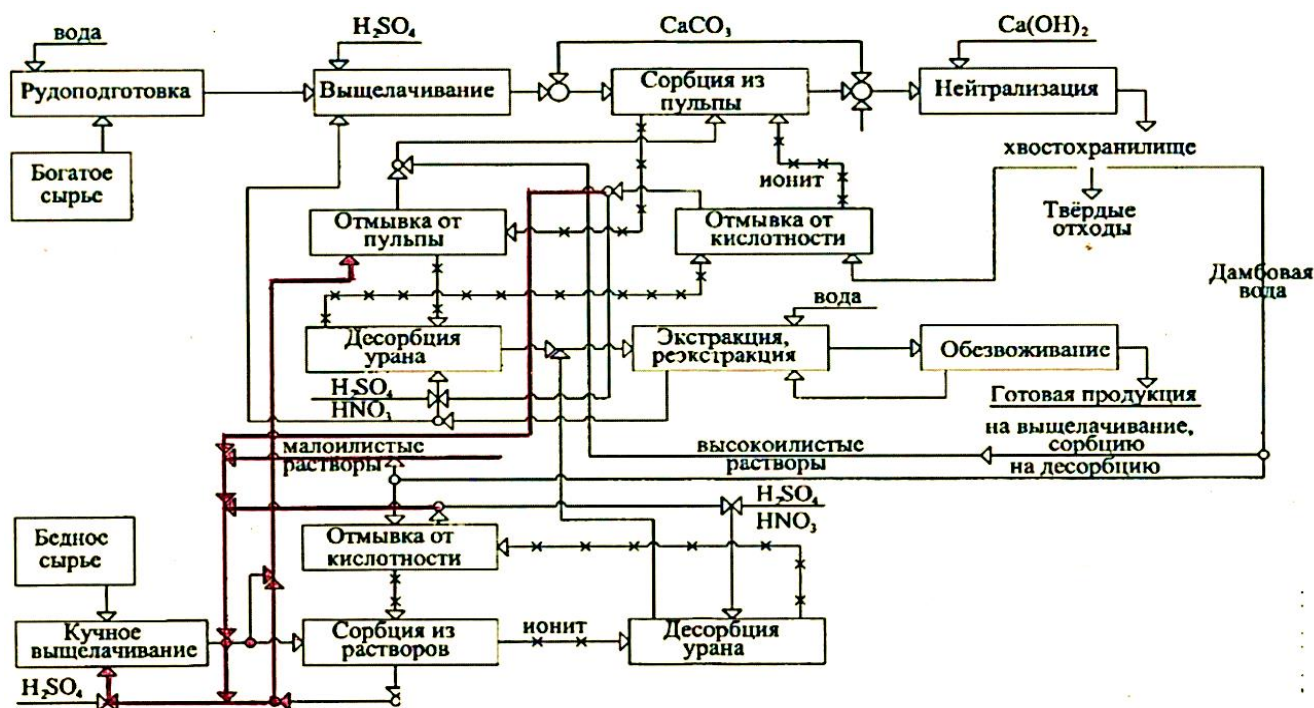 вода
H₂SO₄
CaCO₃
Ca(OH)₂
Рудоподготовка
Выщелачивание
Сорбция из
пульпы
Нейтрализация
Богатое
сырье
ионит
хвостохранилище
Отмывка от
пульпы
Отмывка от
кислотности
Твёрдые
отходы
Дамбовая
вода
вода
Десорбция
урана
Экстракция,
реэкстракция
Обезвоживание
H₂SO₄
HNO₃
Готовая продукция
на выщелачивание,
сорбцию
малоилистые
растворы
высокоилистые
растворы
на десорбцию
H₂SO₄
HNO₃
Бедное
сырье
Отмывка от
кислотности
Кучное
выщелачивание
Сорбция из
растворов
ионит
Десорбция
урана
H₂SO₄